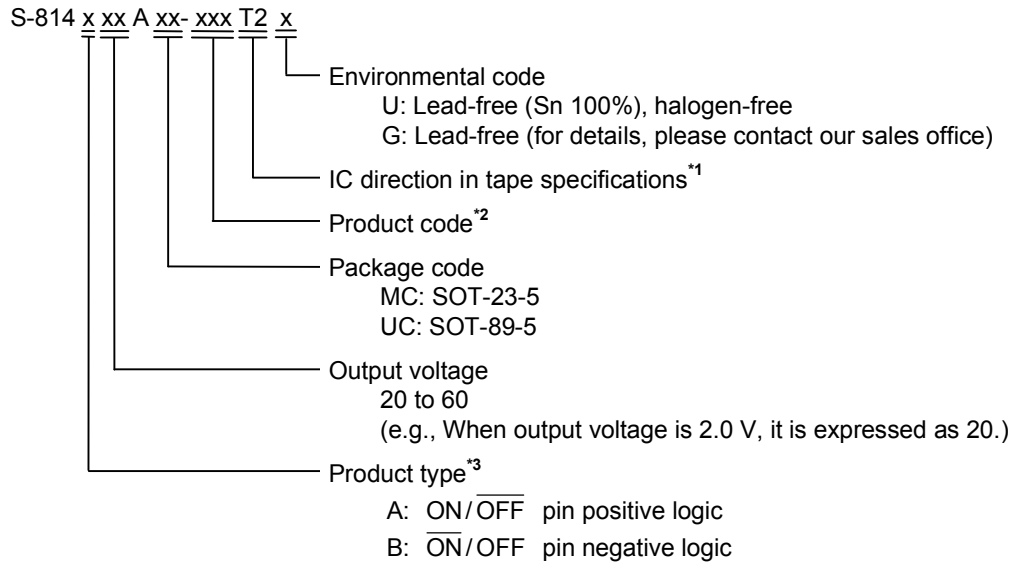 S-814 x xx A xx- xxx T2 x
Environmental code
U: Lead-free (Sn 100%), halogen-free
G: Lead-free (for details, please contact our sales office)
IC direction in tape specifications*1
Product code*2
Package code
MC: SOT-23-5
UC: SOT-89-5
Output voltage
20 to 60
(e.g., When output voltage is 2.0 V, it is expressed as 20.)
Product type*3
A: ON/O̅F̅F̅ pin positive logic
B: O̅N̅/OFF pin negative logic